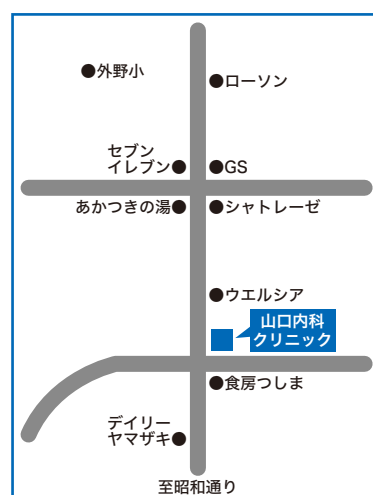 ●外野小
●ローソン
セブン
イレブン●
●GS
あかつきの湯●
●シャトレーゼ
●ウエルシア
山口内科
クリニック
●食房つしま
デイリー
ヤマザキ●
至昭和通り